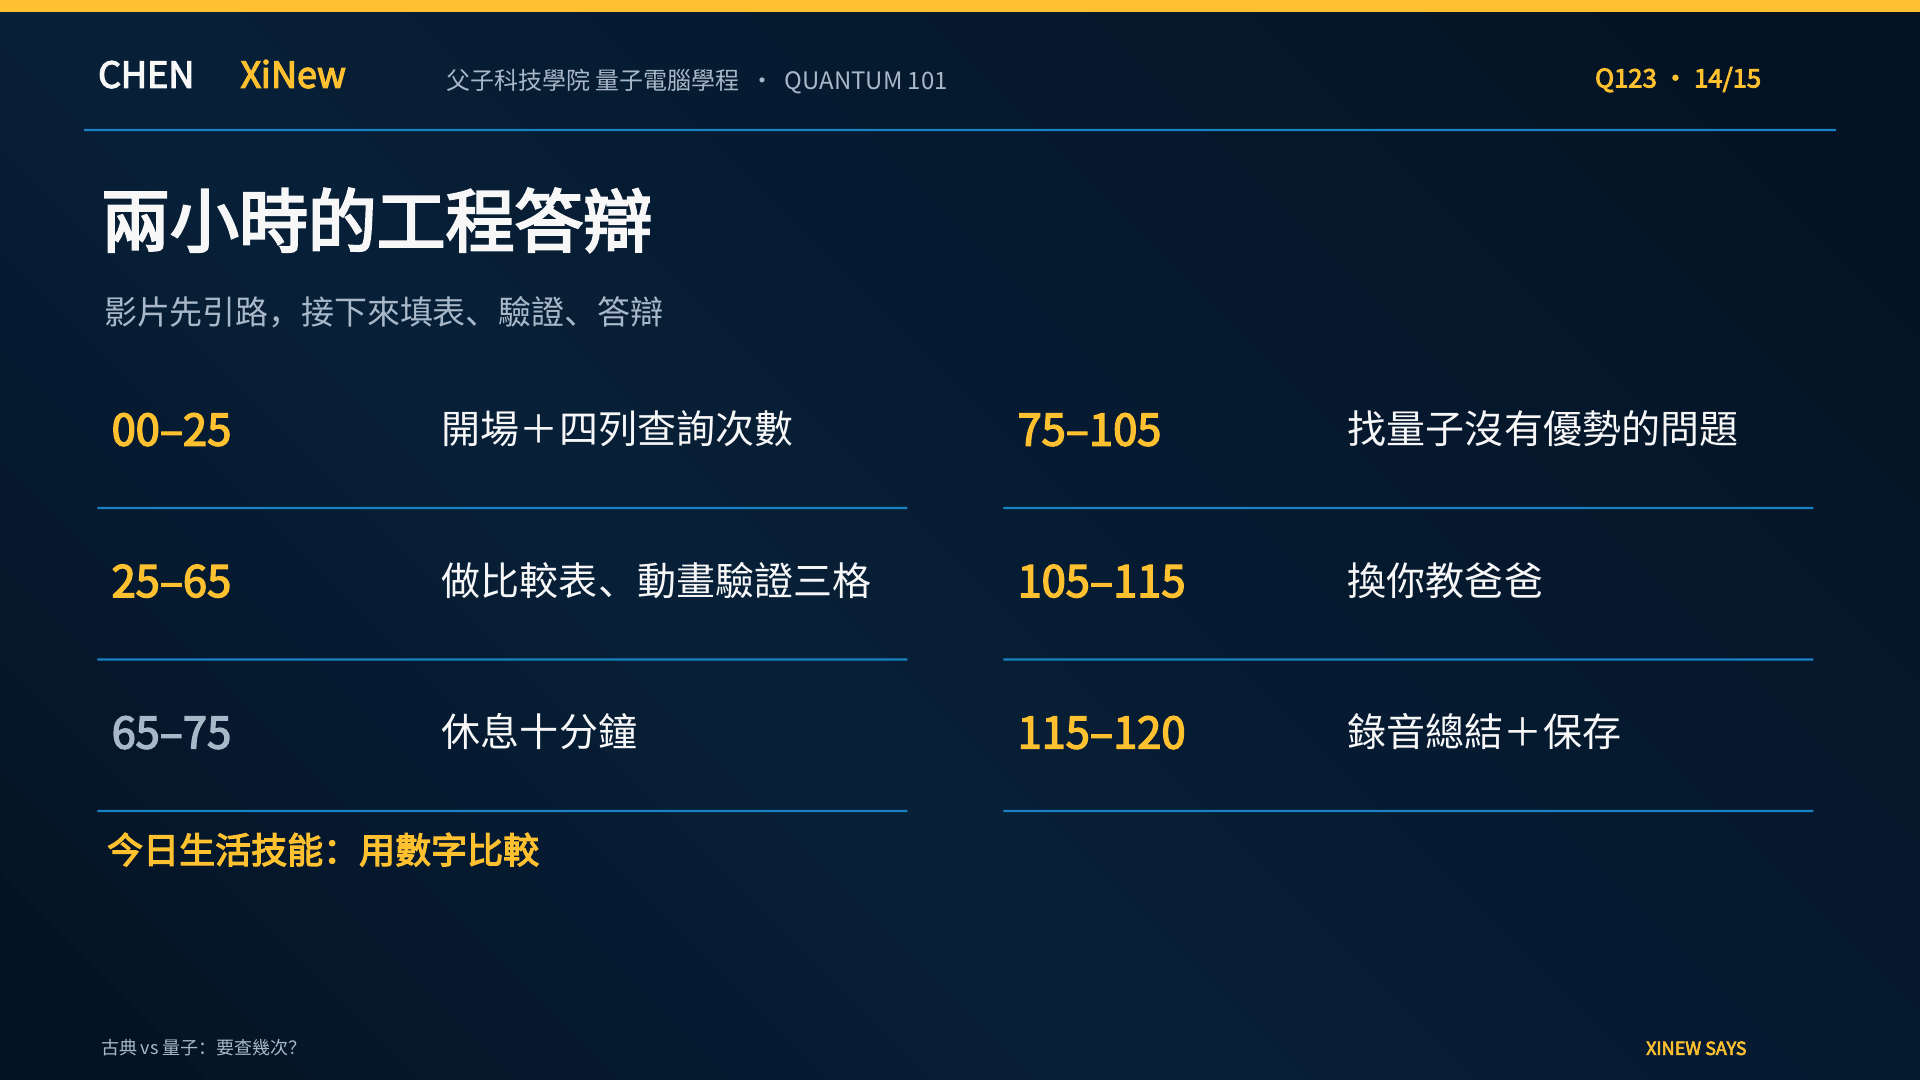 CHEN XiNew 父子科技學院 量子電腦學程 · QUANTUM 101 Q123 · 14/15
兩小時的工程答辯
影片先引路，接下來填表、驗證、答辯
00–25 開場＋四列查詢次數
25–65 做比較表、動畫驗證三格
65–75 休息十分鐘
75–105 找量子沒有優勢的問題
105–115 換你教爸爸
115–120 錄音總結＋保存
今日生活技能：用數字比較
古典 vs 量子：要查幾次？ XINEW SAYS